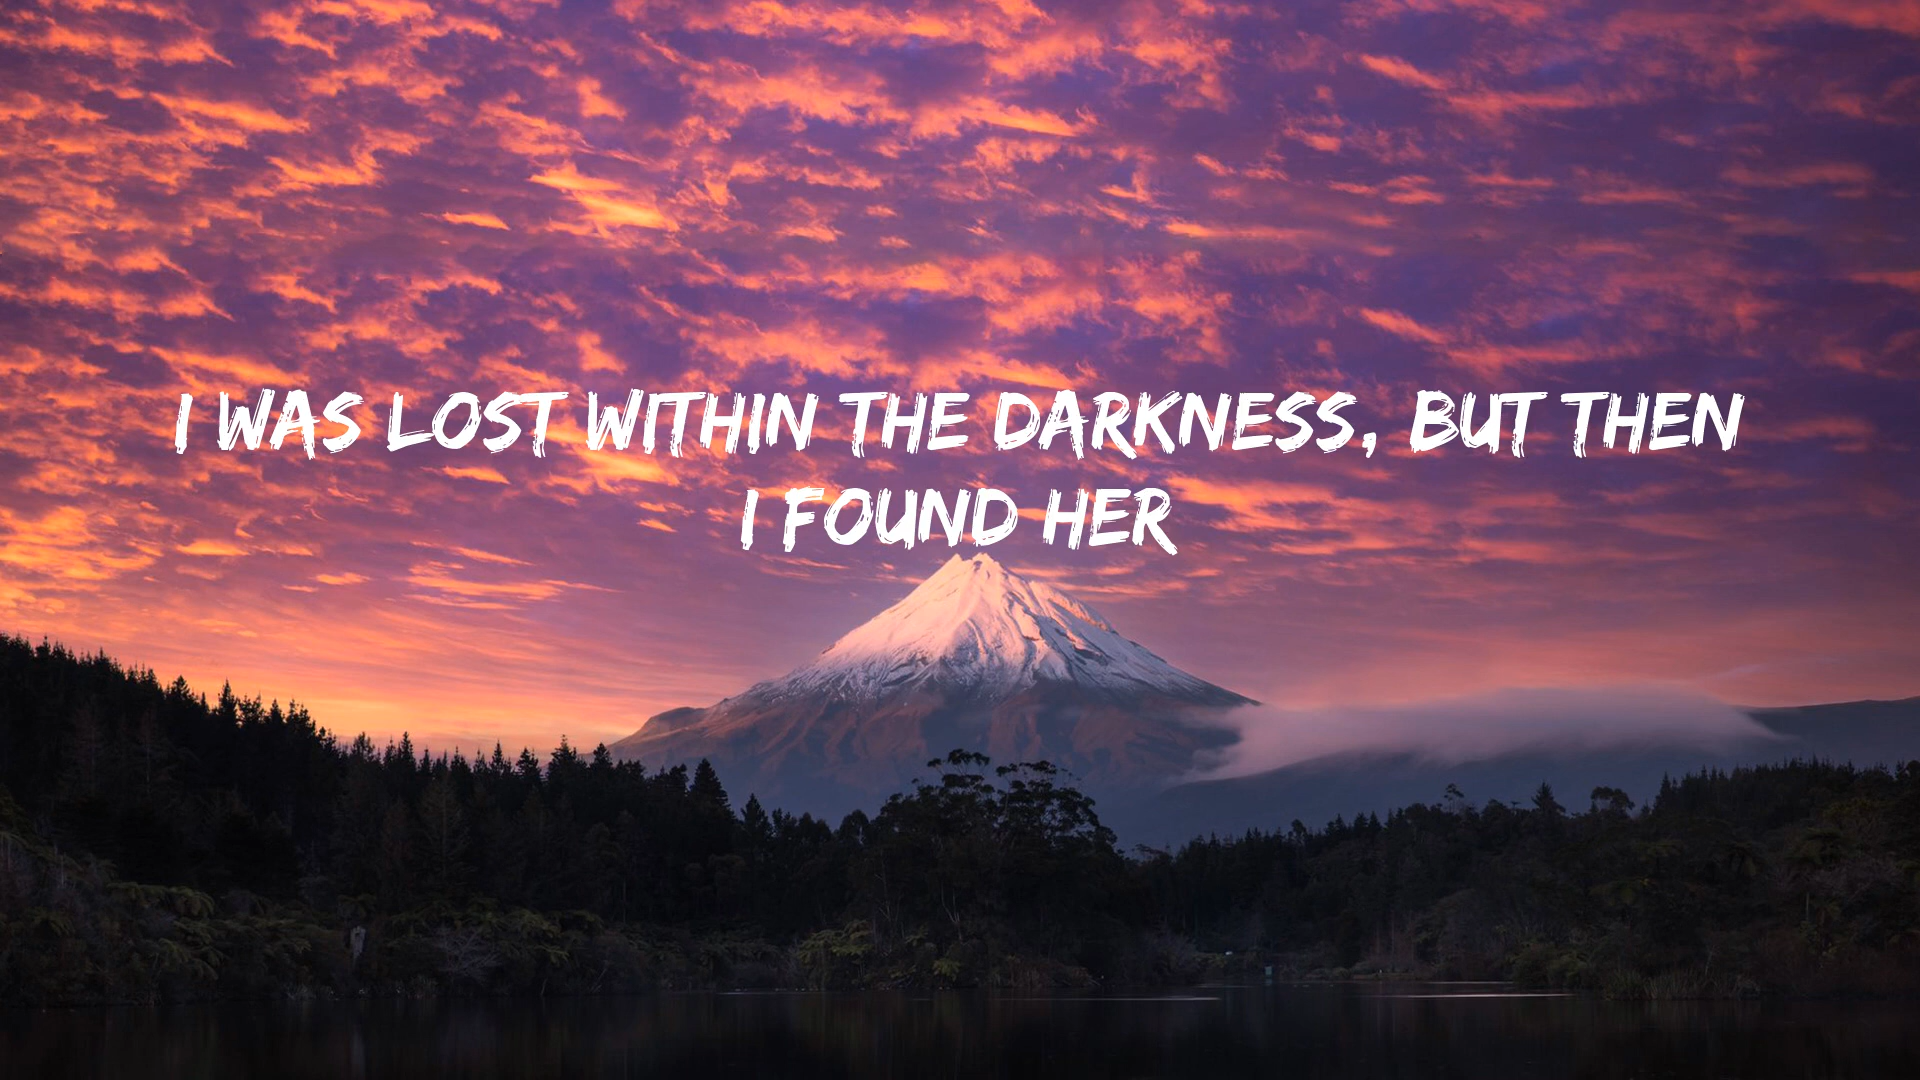 I WAS LOST WITHIN THE DARKNESS, BUT THEN
I FOUND HER